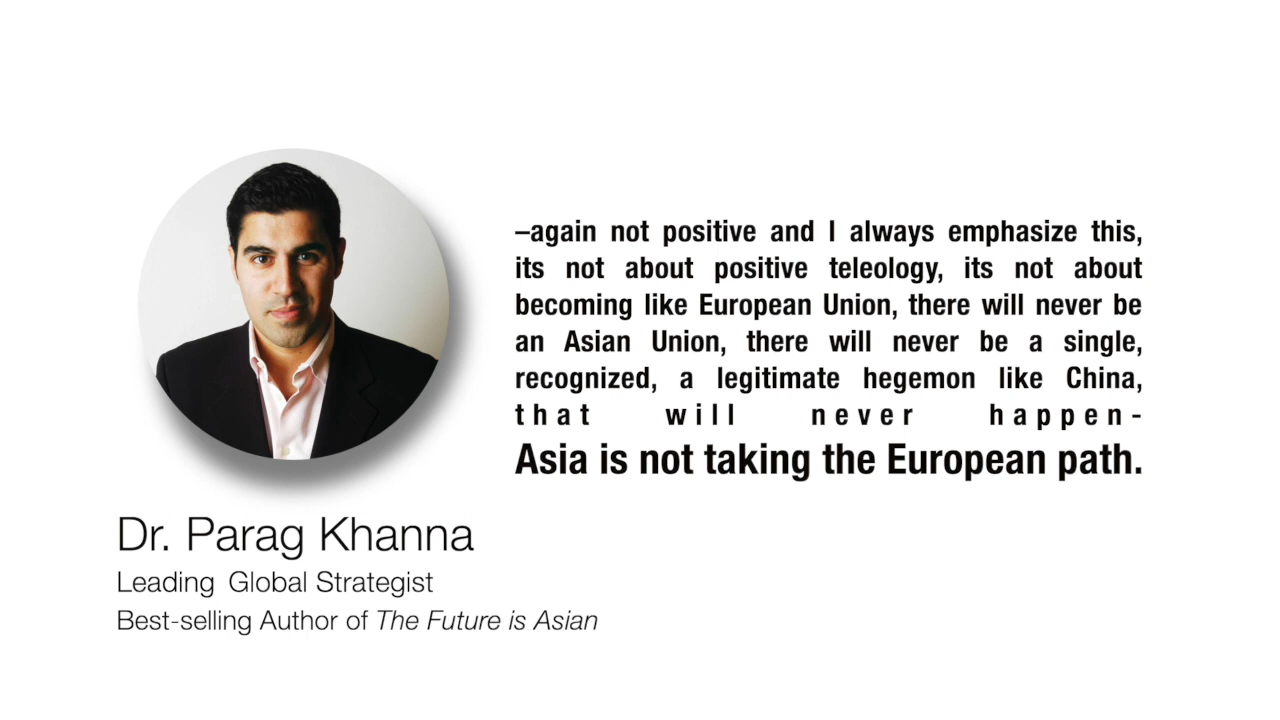 –again not positive and I always emphasize this,
its not about positive teleology, its not about
becoming like European Union, there will never be
an Asian Union, there will never be a single,
recognized, a legitimate hegemon like China,
that will never happen-
Asia is not taking the European path.
Dr. Parag Khanna
Leading Global Strategist
Best-selling Author of The Future is Asian